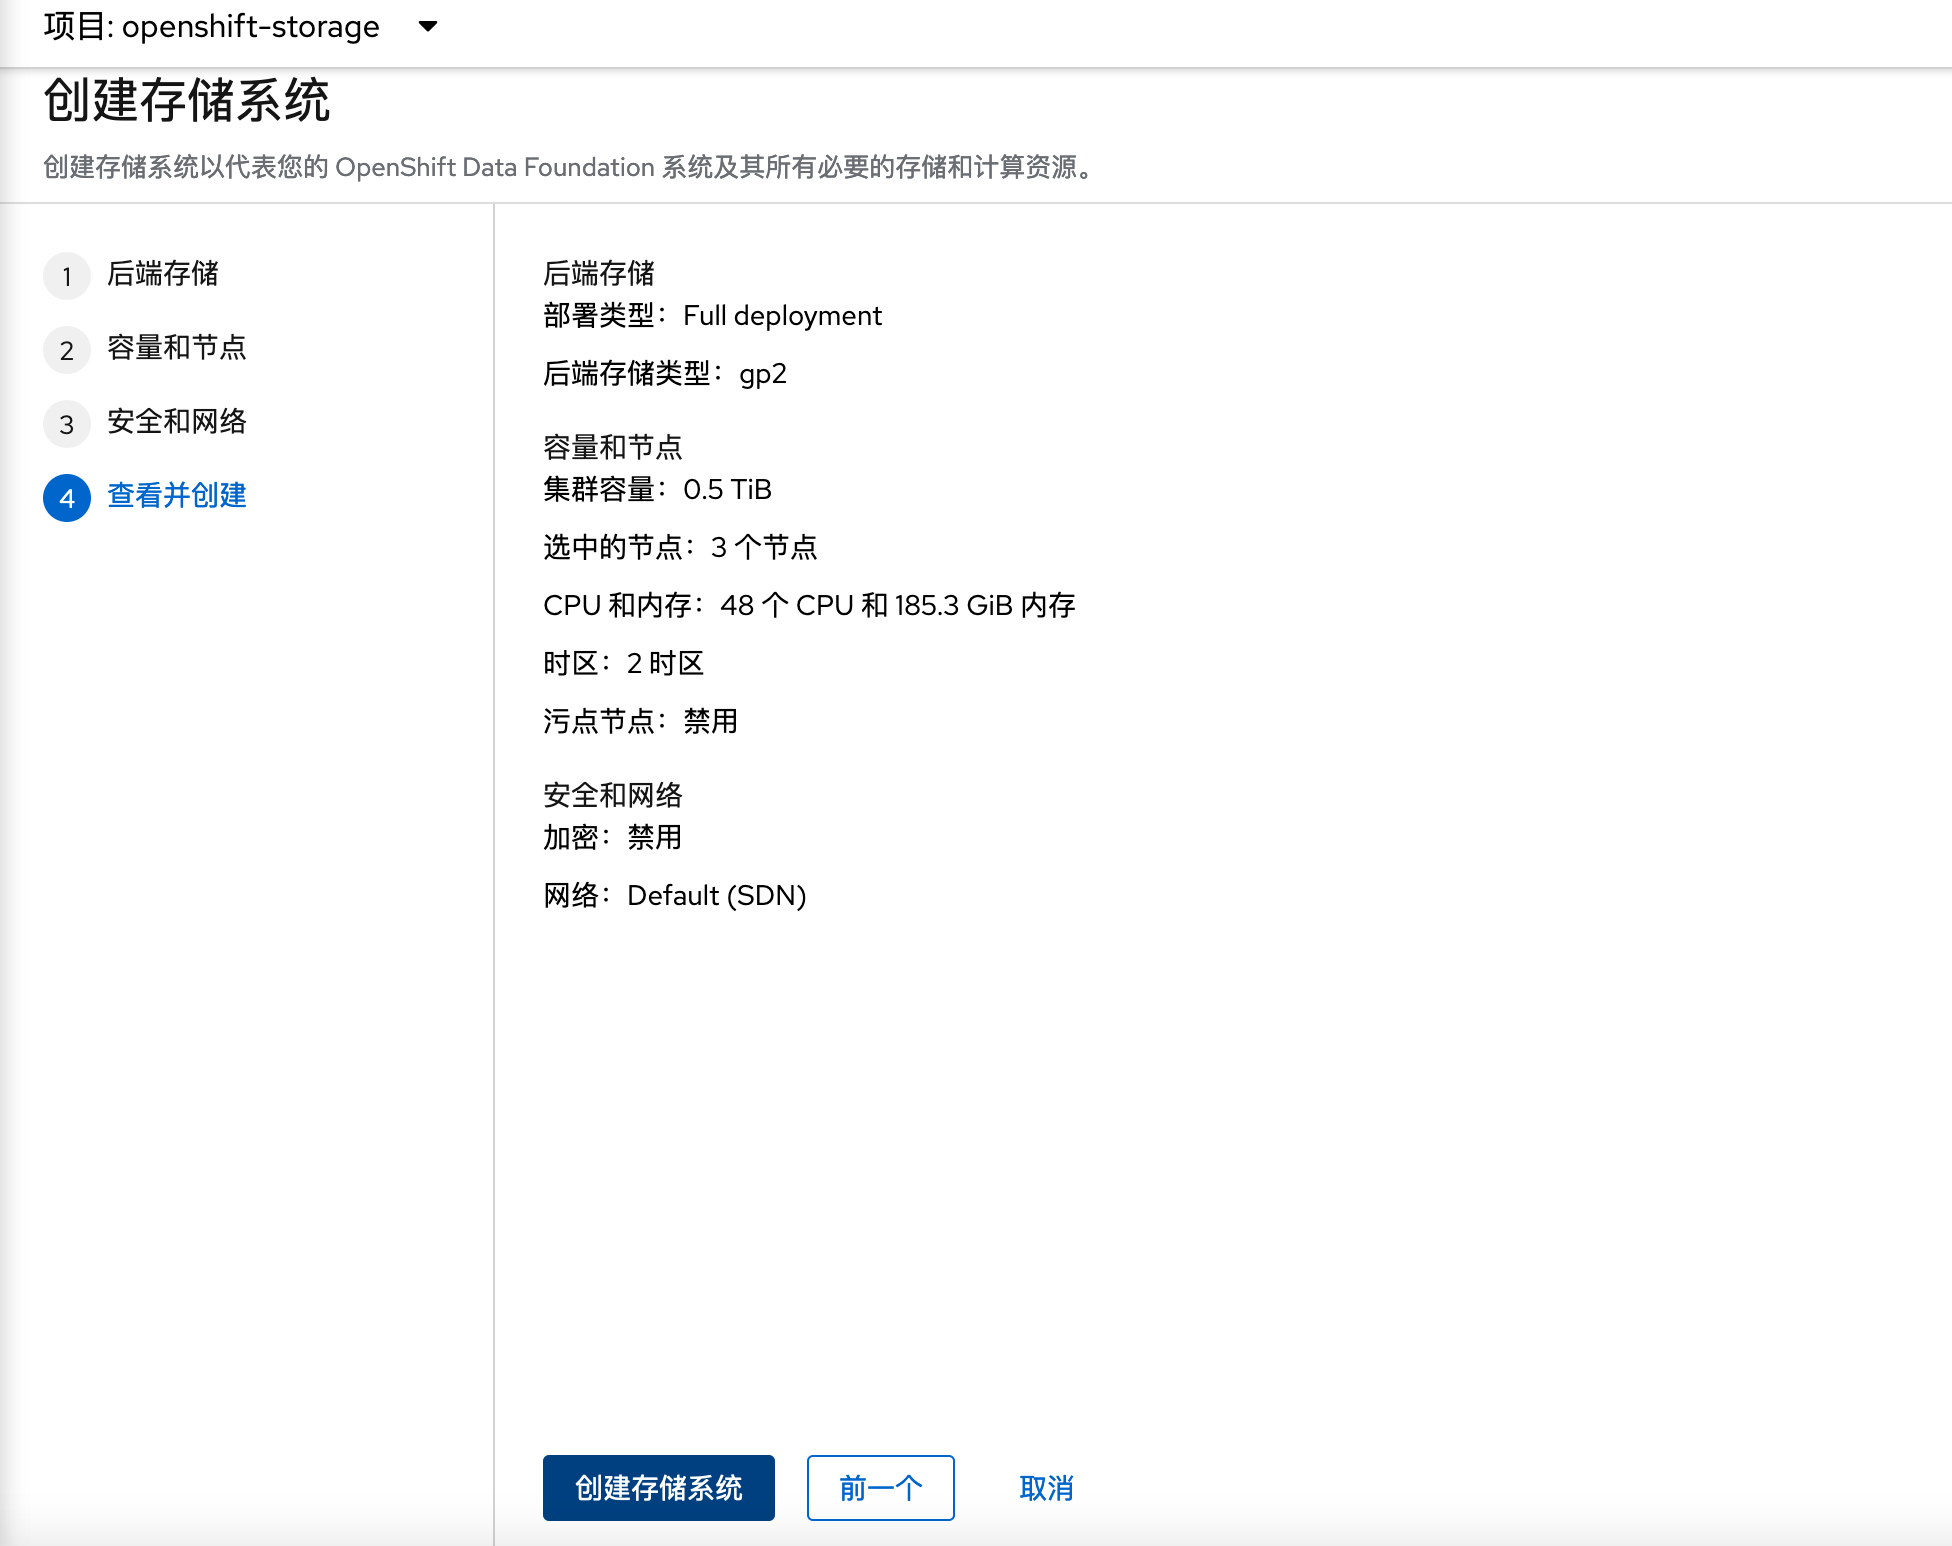 项目: openshift-storage
创建存储系统
创建存储系统以代表您的 OpenShift Data Foundation 系统及其所有必要的存储和计算资源。
1 后端存储
2 容量和节点
3 安全和网络
4 查看并创建
后端存储
部署类型：Full deployment
后端存储类型：gp2
容量和节点
集群容量：0.5 TiB
选中的节点：3 个节点
CPU 和内存：48 个 CPU 和 185.3 GiB 内存
时区：2 时区
污点节点：禁用
安全和网络
加密：禁用
网络：Default (SDN)
创建存储系统 前一个 取消